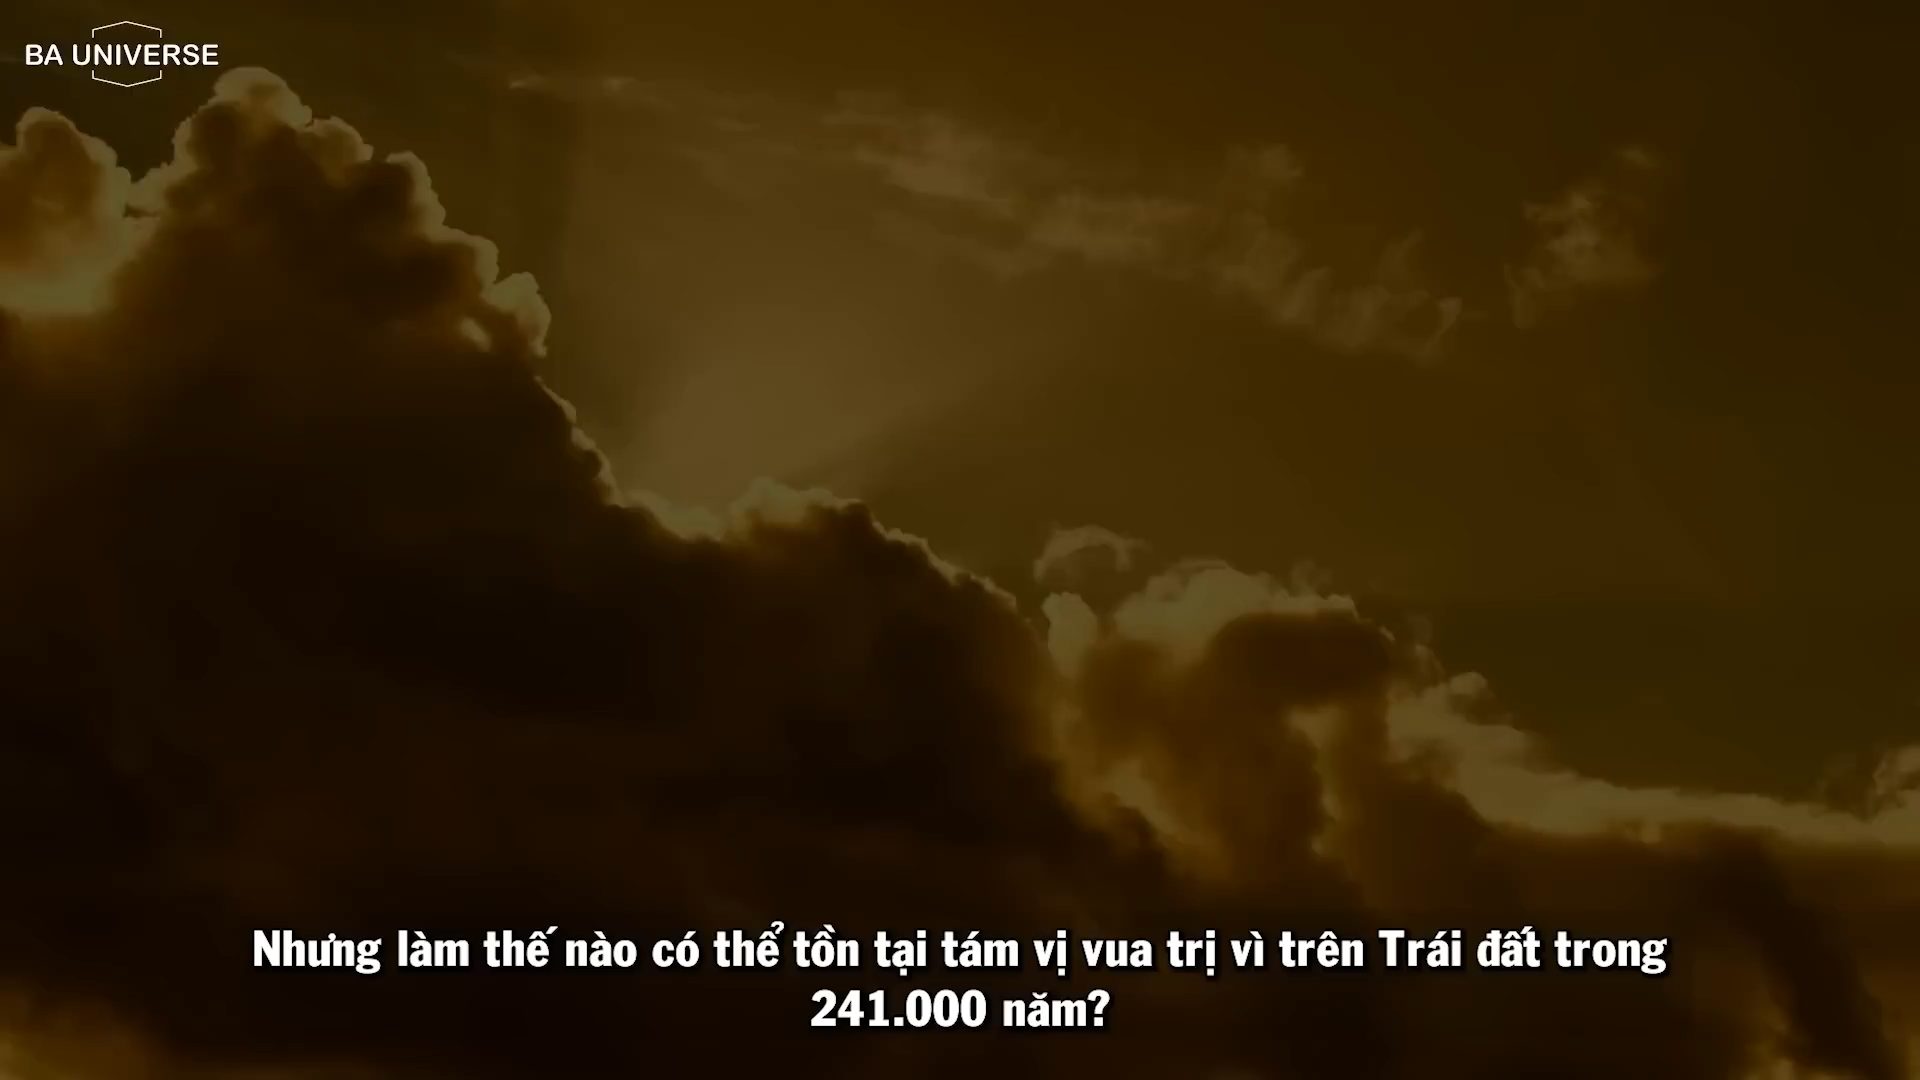 BA UNIVERSE
Nhưng làm thế nào có thể tồn tại tám vị vua trị vì trên Trái đất trong
241.000 năm?